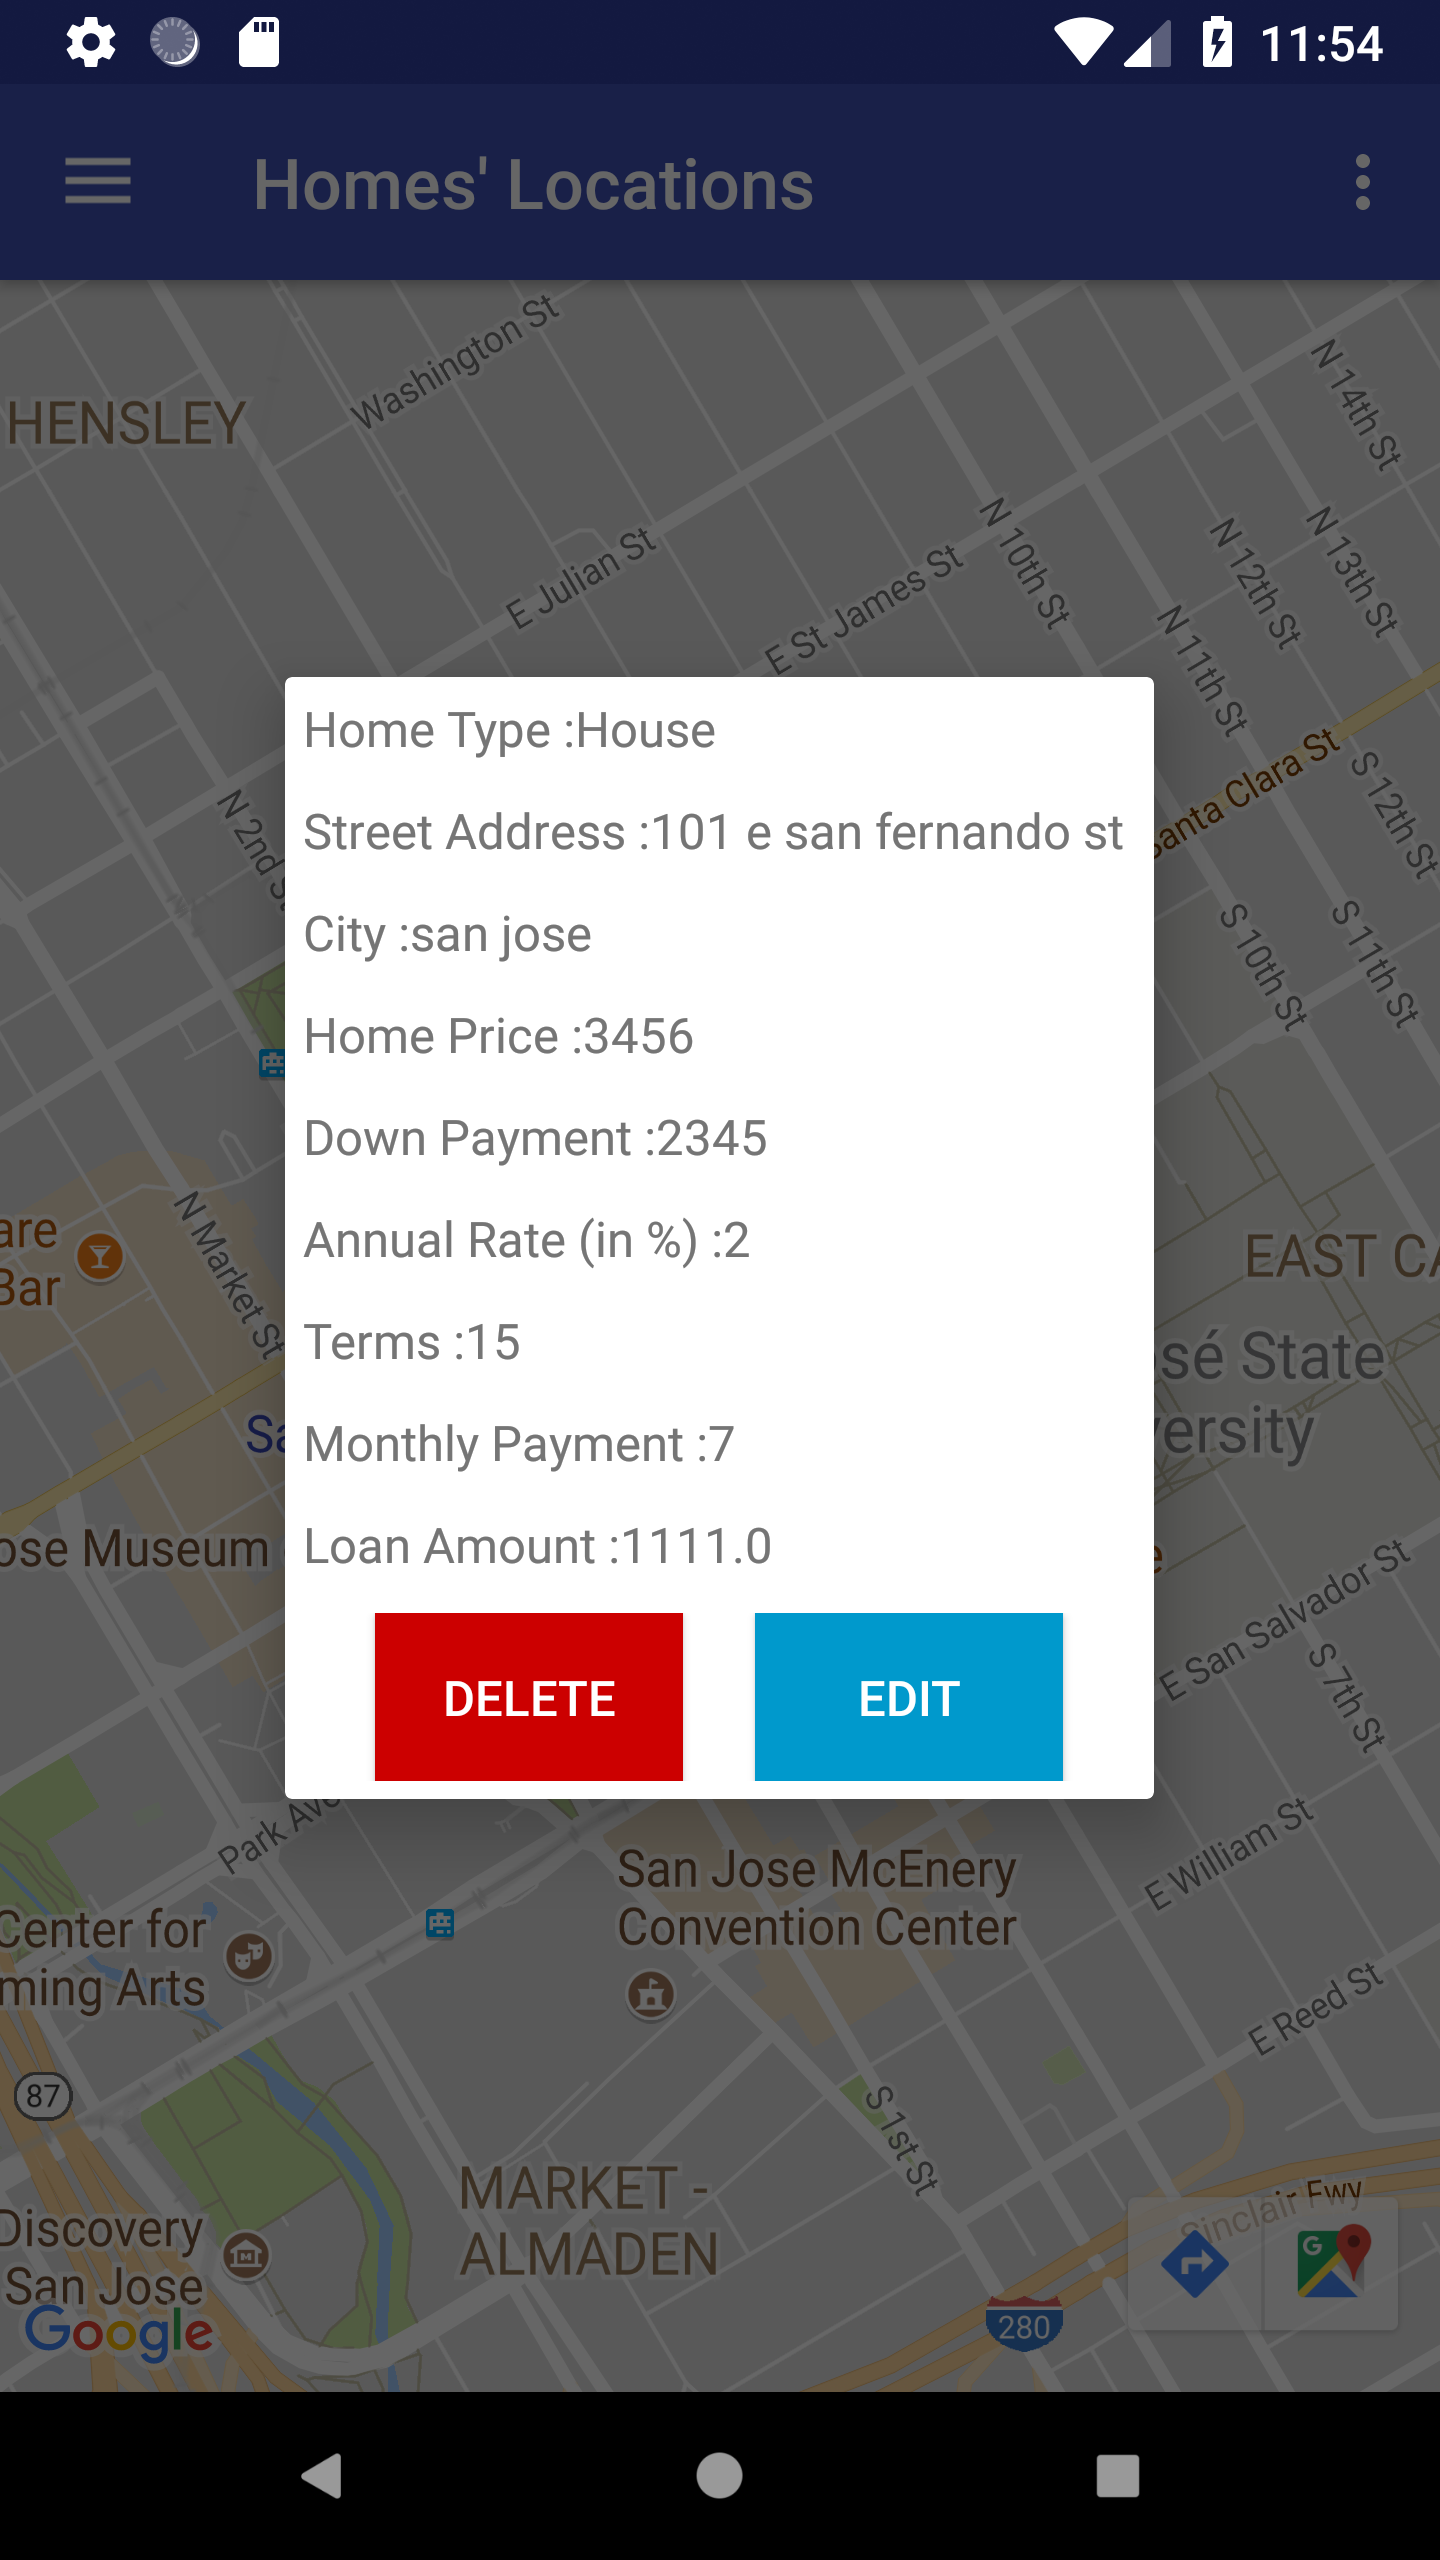 11:54
Homes' Locations
Washington St
N 14th St
HENSLEY
N 10th St
N 12th St
N 13th St
E Julian St
E St James St
N 11th St
Home Type :House
Santa Clara St
S 12th St
N 2nd St
Street Address :101 e san fernando st
City :san jose
S 10th St
S 11th St
Home Price :3456
Down Payment :2345
N Market St
are
Bar
Annual Rate (in %) :2
EAST CA
Terms :15
sé State
versity
Monthly Payment :7
ose Museum
Loan Amount :1111.0
E San Salvador St
S 7th St
DELETE
EDIT
Park Ave
E William St
San Jose McEnery
Convention Center
Center for
ming Arts
E Reed St
87
S 1st St
MARKET -
ALMADEN
Sinclair Fwy
Discovery
San Jose
Google
280